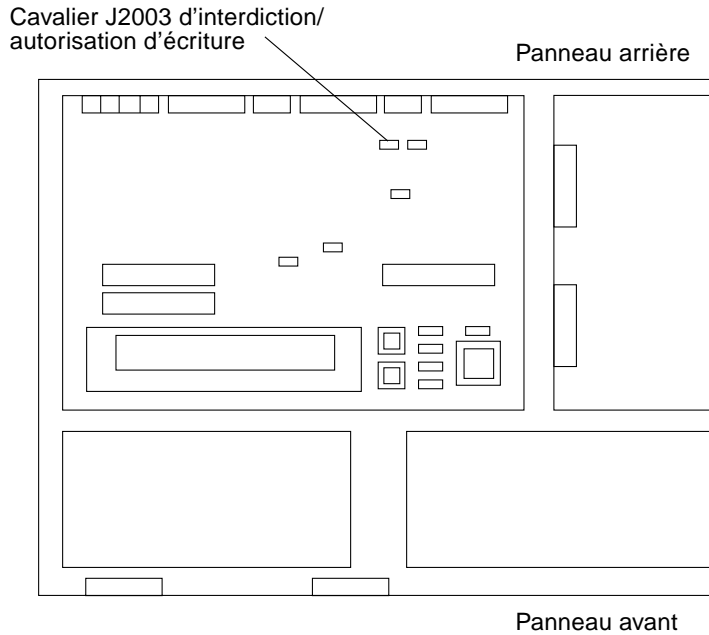 Cavalier J2003 d'interdiction/
autorisation d'écriture
Panneau arrière
Panneau avant